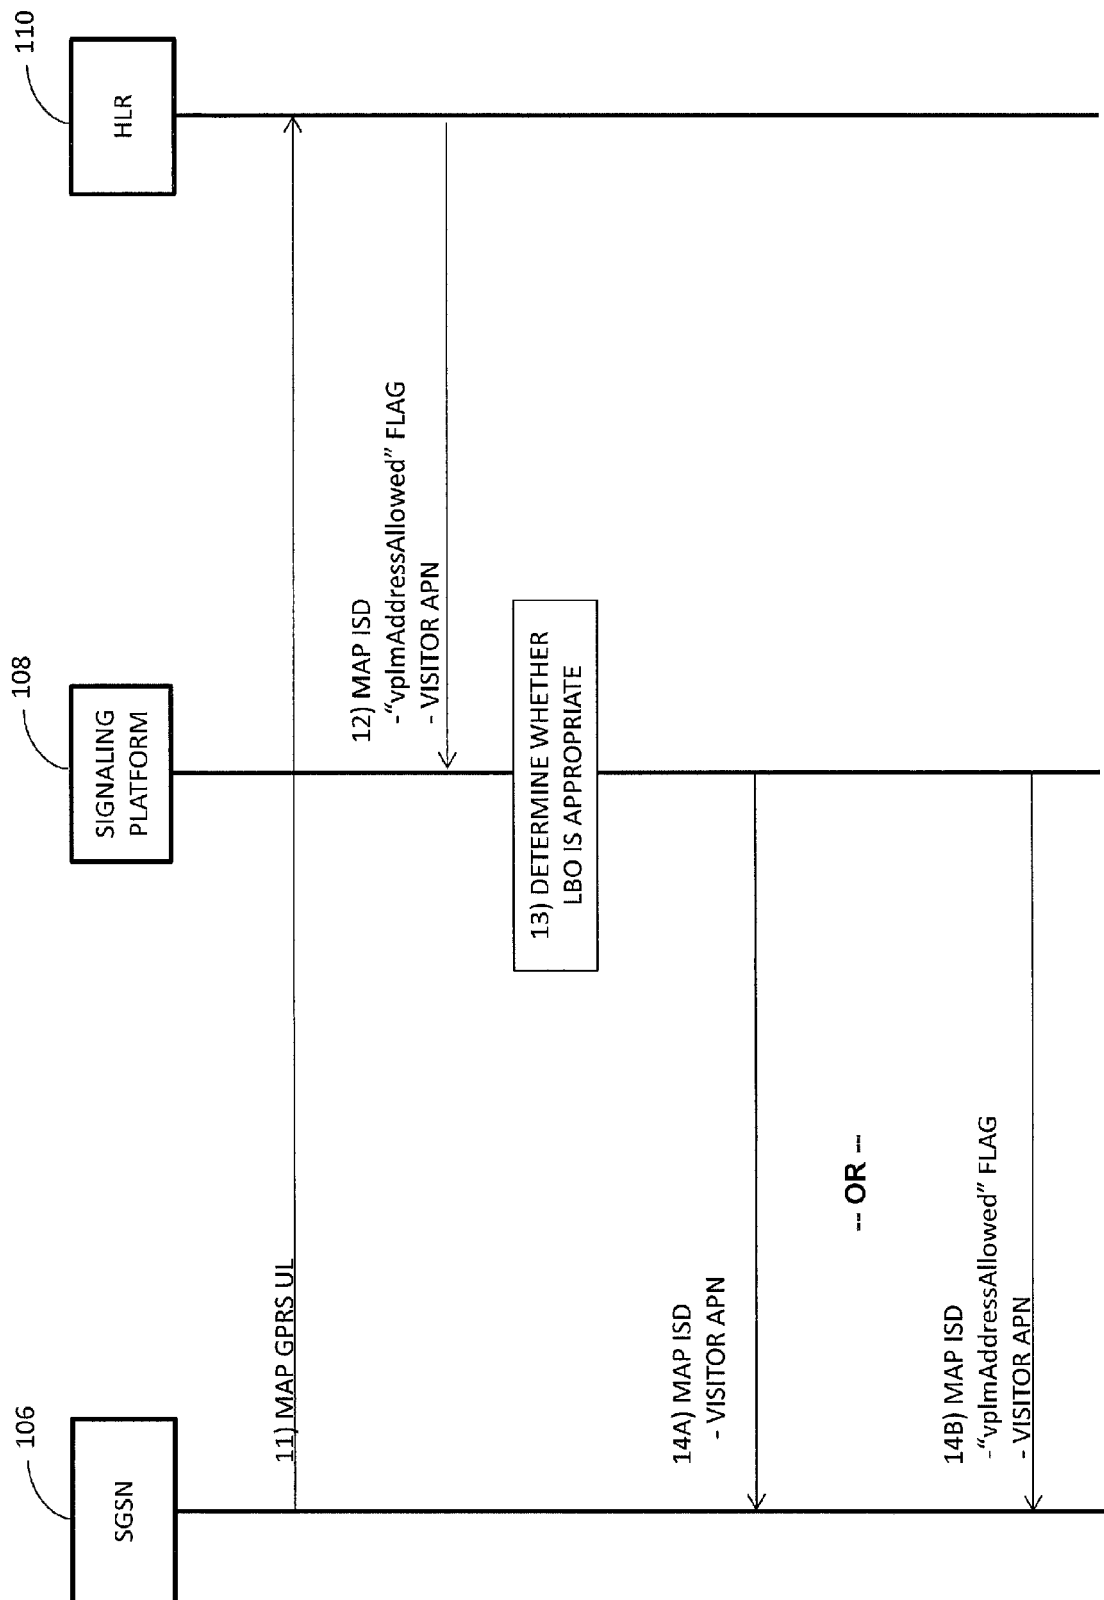 106
SGSN
108
SIGNALING
PLATFORM
110
HLR
11) MAP GPRS UL
12) MAP ISD
-"vplmAddressAllowed" FLAG
- VISITOR APN
13) DETERMINE WHETHER
LBO IS APPROPRIATE
14A) MAP ISD
- VISITOR APN
-- OR --
14B) MAP ISD
-"vplmAddressAllowed" FLAG
- VISITOR APN